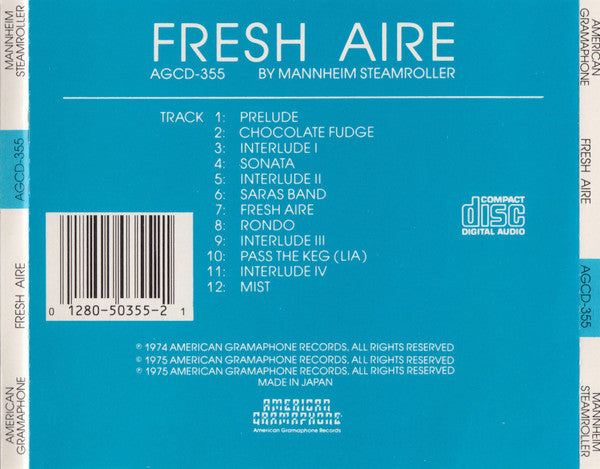 FRESH AIRE
AGCD-355 BY MANNHEIM STEAMROLLER
TRACK 1: PRELUDE
2: CHOCOLATE FUDGE
3: INTERLUDE I
4: SONATA
5: INTERLUDE II
6: SARAS BAND
7: FRESH AIRE
8: RONDO
9: INTERLUDE III
10: PASS THE KEG (LIA)
11: INTERLUDE IV
12: MIST
COMPACT
disc
DIGITAL AUDIO
0 1280-50355-2 1
℗ 1974 AMERICAN GRAMAPHONE RECORDS. ALL RIGHTS RESERVED
℗ 1975 AMERICAN GRAMAPHONE RECORDS. ALL RIGHTS RESERVED
© 1975 AMERICAN GRAMAPHONE RECORDS. ALL RIGHTS RESERVED
MADE IN JAPAN
AMERICAN
GRAMAPHONE
American Gramaphone Records
MANNHEIM
STEAMROLLER
AGCD-355
FRESH AIRE
AMERICAN
GRAMAPHONE
AMERICAN
GRAMAPHONE
FRESH AIRE
AGCD-355
MANNHEIM
STEAMROLLER